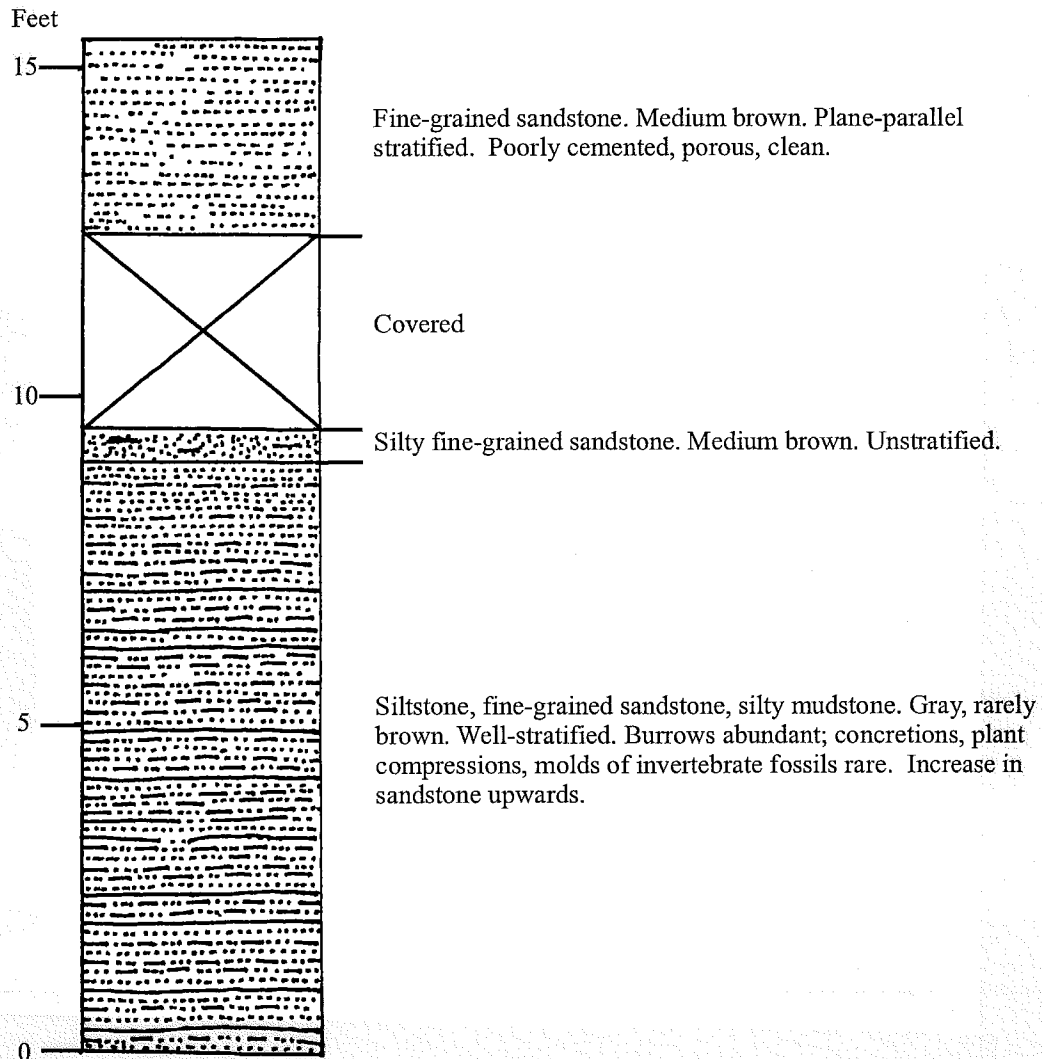 Feet
15
Fine-grained sandstone. Medium brown. Plane-parallel
stratified. Poorly cemented, porous, clean.
Covered
10
Silty fine-grained sandstone. Medium brown. Unstratified.
5
Siltstone, fine-grained sandstone, silty mudstone. Gray, rarely
brown. Well-stratified. Burrows abundant; concretions, plant
compressions, molds of invertebrate fossils rare. Increase in
sandstone upwards.
0